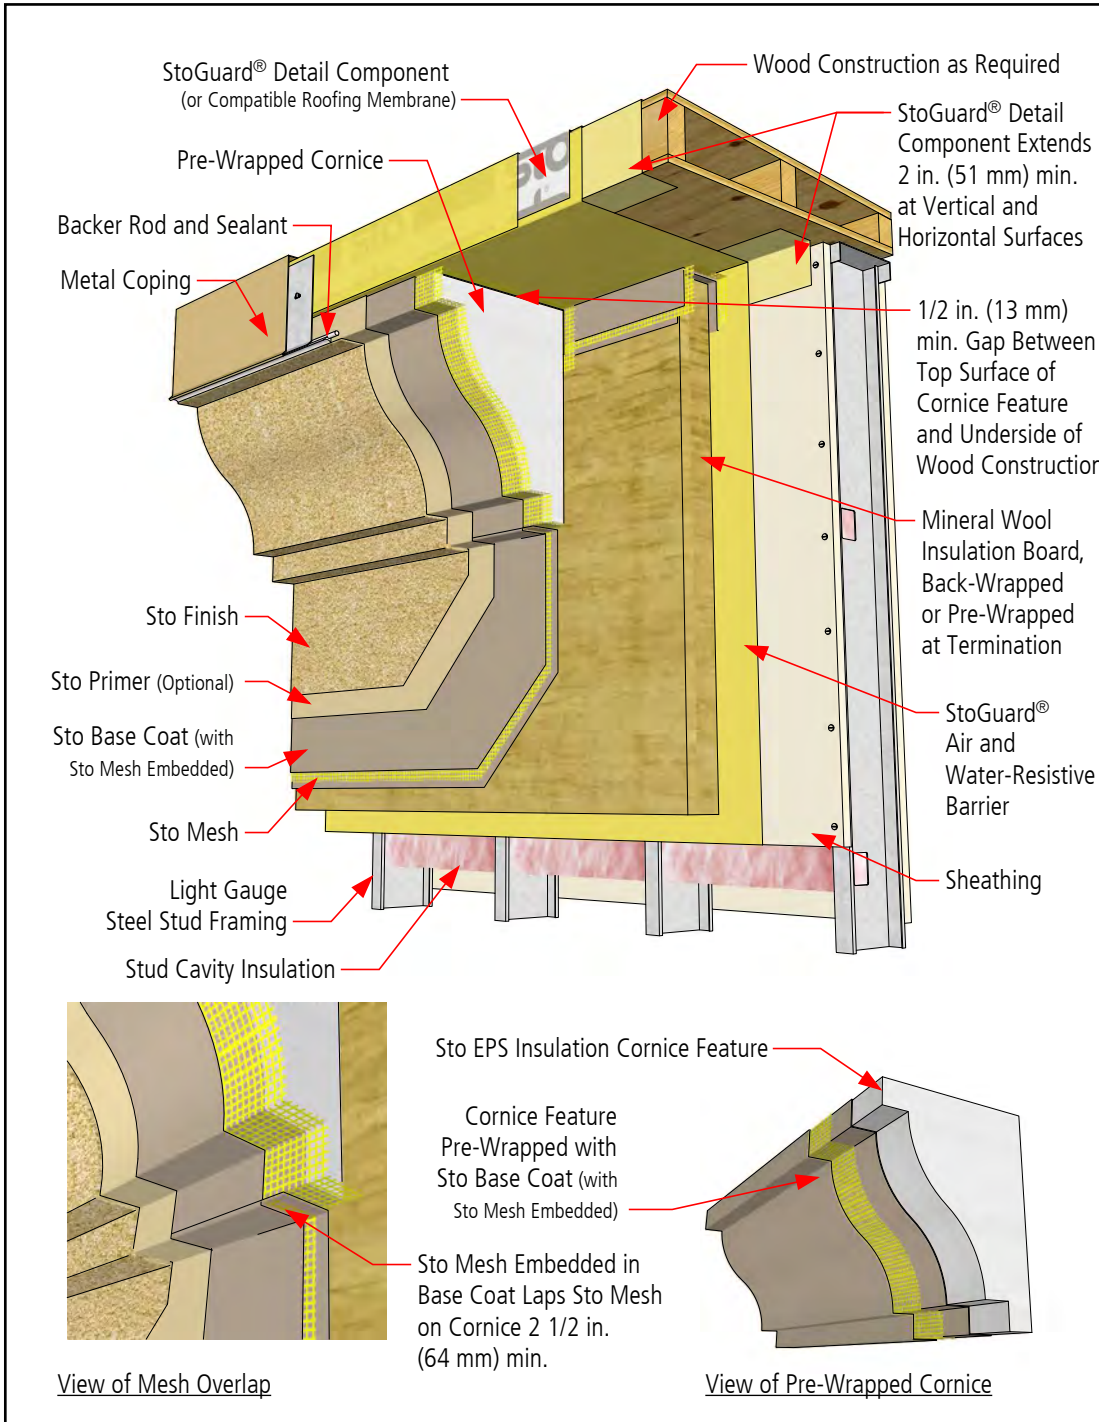 StoGuard® Detail Component
(or Compatible Roofing Membrane)
Pre-Wrapped Cornice
Backer Rod and Sealant
Metal Coping
Wood Construction as Required
StoGuard® Detail
Component Extends
2 in. (51 mm) min.
at Vertical and
Horizontal Surfaces
1/2 in. (13 mm)
min. Gap Between
Top Surface of
Cornice Feature
and Underside of
Wood Construction
Mineral Wool
Insulation Board,
Back-Wrapped
or Pre-Wrapped
at Termination
StoGuard®
Air and
Water-Resistive
Barrier
Sheathing
sto
Sto Finish
Sto Primer (Optional)
Sto Base Coat (with
Sto Mesh Embedded)
Sto Mesh
Light Gauge
Steel Stud Framing
Stud Cavity Insulation
Sto EPS Insulation Cornice Feature
Cornice Feature
Pre-Wrapped with
Sto Base Coat (with
Sto Mesh Embedded)
Sto Mesh Embedded in
Base Coat Laps Sto Mesh
on Cornice 2 1/2 in.
(64 mm) min.
View of Mesh Overlap
View of Pre-Wrapped Cornice